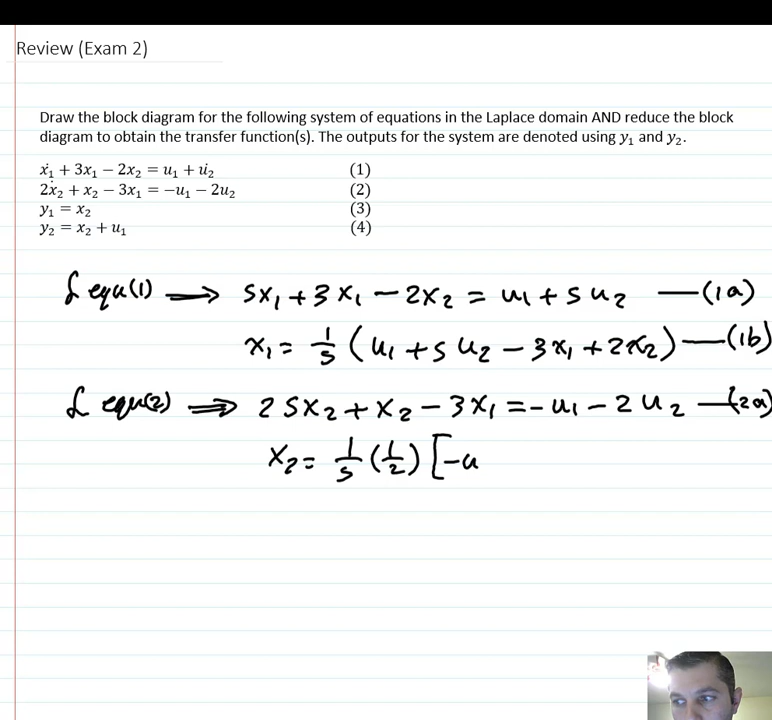 Review (Exam 2)
Draw the block diagram for the following system of equations in the Laplace domain AND reduce the block
diagram to obtain the transfer function(s). The outputs for the system are denoted using y₁ and y₂.
ẋ₁ + 3x₁ − 2x₂ = u₁ + u̇₂ (1)
2ẋ₂ + x₂ − 3x₁ = −u₁ − 2u₂ (2)
y₁ = x₂ (3)
y₂ = x₂ + u₁ (4)
ℒ equ(1) ⟶ sx₁ + 3x₁ − 2x₂ = u₁ + su₂ —(1a)
x₁ = 1/s (u₁ + su₂ − 3x₁ + 2x₂) —(1b)
ℒ equ(2) ⟹ 2sx₂ + x₂ − 3x₁ = −u₁ − 2u₂ —(2a)
x₂ = 1/s (1/2) [−u